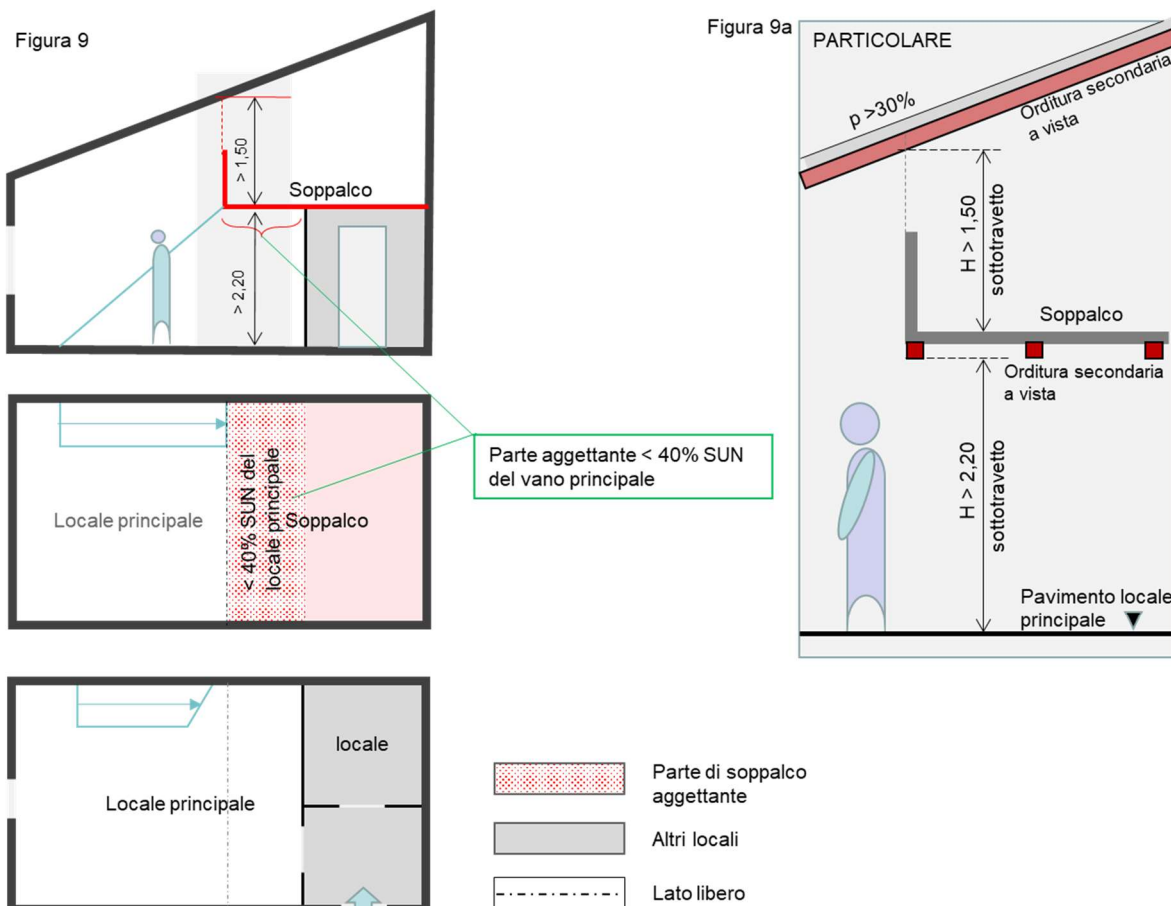 Figura 9
> 1,50
Soppalco
> 2,20
Locale principale
< 40% SUN del
locale principale
Soppalco
Parte aggettante < 40% SUN
del vano principale
locale
Locale principale
Parte di soppalco
aggettante
Altri locali
Lato libero
Figura 9a
PARTICOLARE
p >30%
Orditura secondaria
a vista
H > 1,50
sottotravetto
Soppalco
Orditura secondaria
a vista
H > 2,20
sottotravetto
Pavimento locale
principale